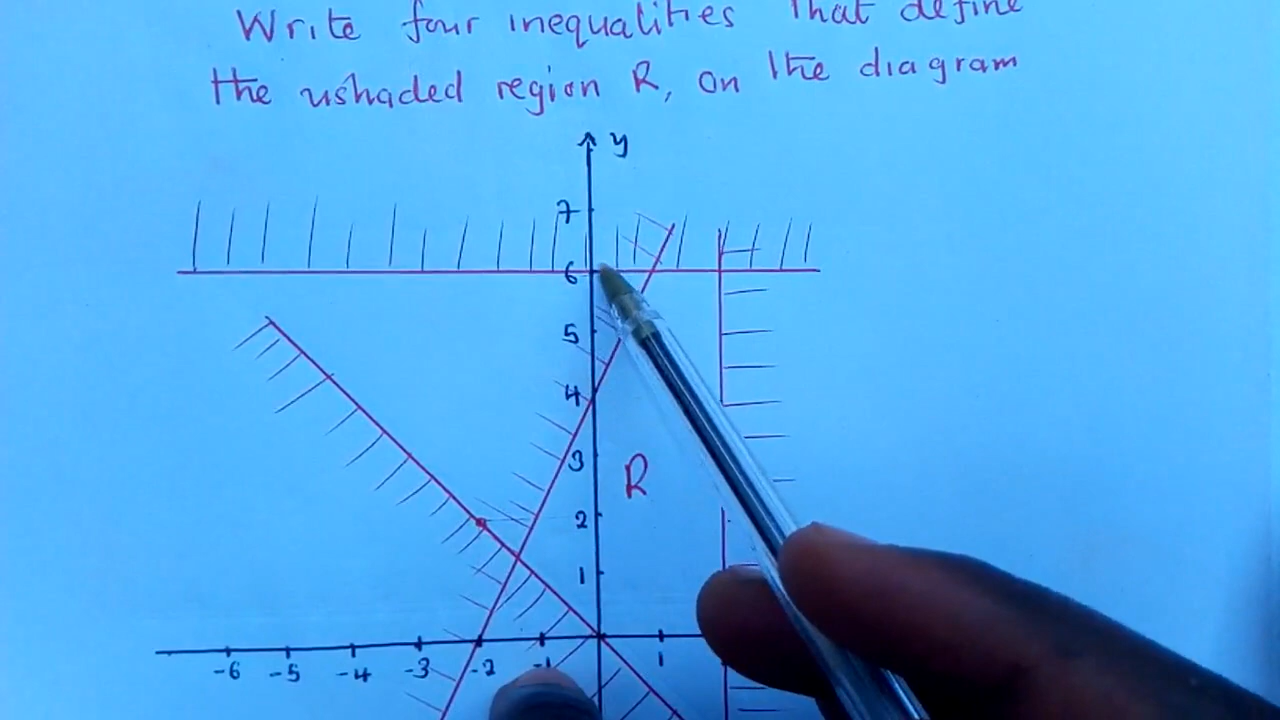 Write four inequalities that define
the ushaded region R, on the diagram
y
7
6
5
4
3
R
2
1
-6 -5 -4 -3 -2 -1 1